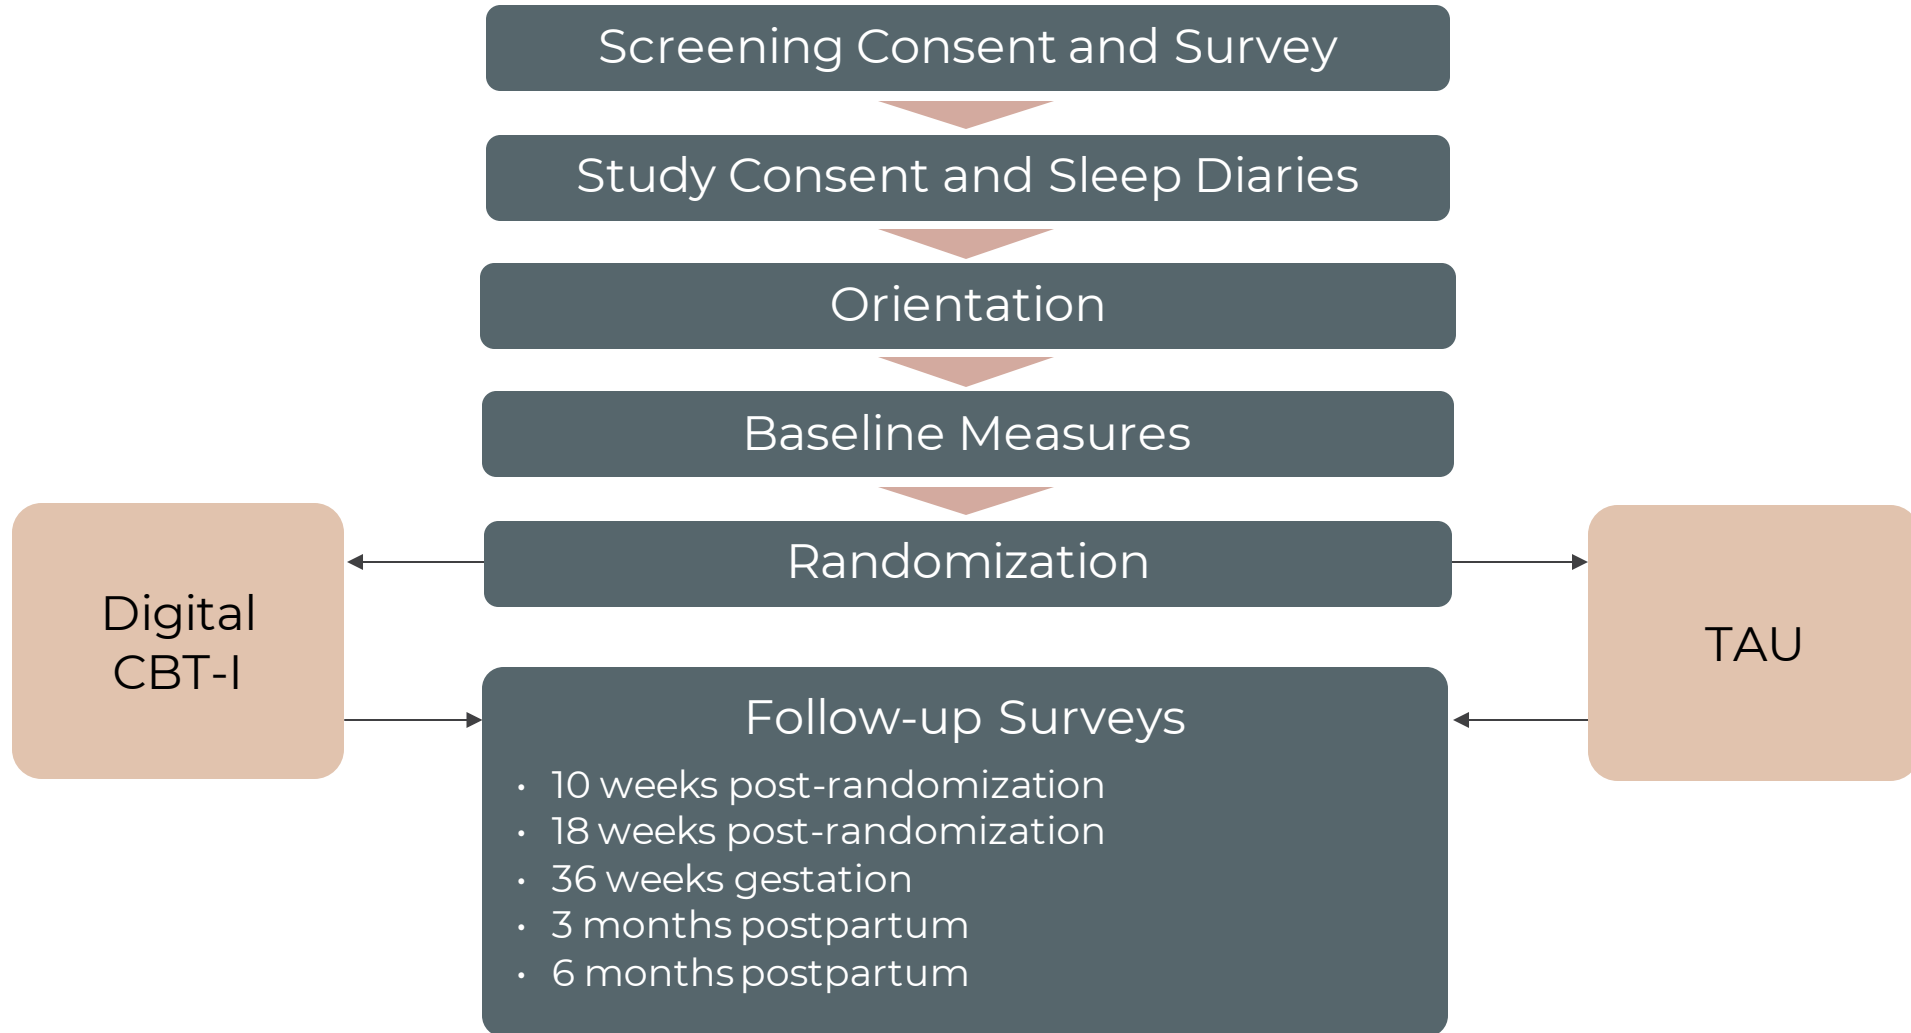 Screening Consent and Survey
Study Consent and Sleep Diaries
Orientation
Baseline Measures
Randomization
Digital
CBT-I
TAU
Follow-up Surveys
• 10 weeks post-randomization
• 18 weeks post-randomization
• 36 weeks gestation
• 3 months postpartum
• 6 months postpartum